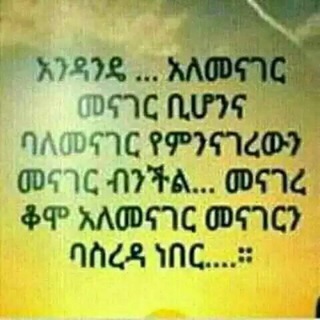 አንዳንዴ ... አለመናገር
መናገር ቢሆንና
ባለመናገር የምንናገረውን
መናገር ብንችል... መናገረ
ቆሞ አለመናገር መናገርን
ባስረዳ ነበር....።